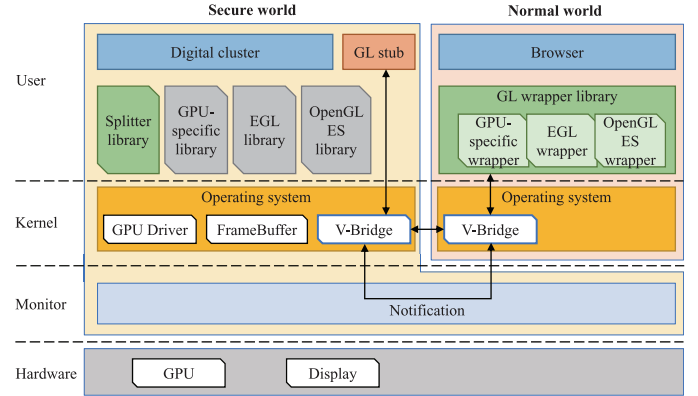 Secure world
Normal world
User
Digital cluster
GL stub
Browser
Splitter
library
GPU-
specific
library
EGL
library
OpenGL
ES
library
GL wrapper library
GPU-
specific
wrapper
EGL
wrapper
OpenGL
ES
wrapper
Kernel
Operating system
GPU Driver
FrameBuffer
V-Bridge
Operating system
V-Bridge
Monitor
Notification
Hardware
GPU
Display